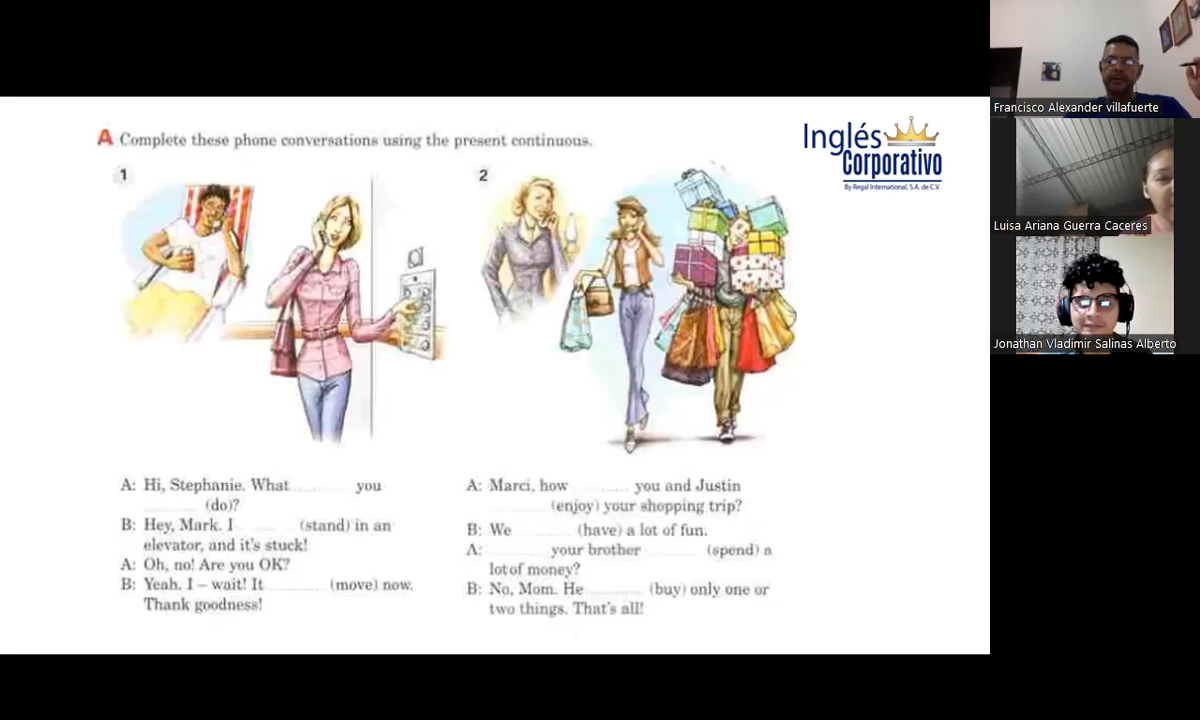 A Complete these phone conversations using the present continuous.
Inglés
Corporativo
By Regal International, S.A. de C.V.
1
2
A: Hi, Stephanie. What ______ you
______ (do)?
B: Hey, Mark. I ______ (stand) in an
elevator, and it's stuck!
A: Oh, no! Are you OK?
B: Yeah. I – wait! It ______ (move) now.
Thank goodness!
A: Marci, how ______ you and Justin
______ (enjoy) your shopping trip?
B: We ______ (have) a lot of fun.
A: ______ your brother ______ (spend) a
lot of money?
B: No, Mom. He ______ (buy) only one or
two things. That's all!
Francisco Alexander villafuerte
Luisa Ariana Guerra Caceres
Jonathan Vladimir Salinas Alberto